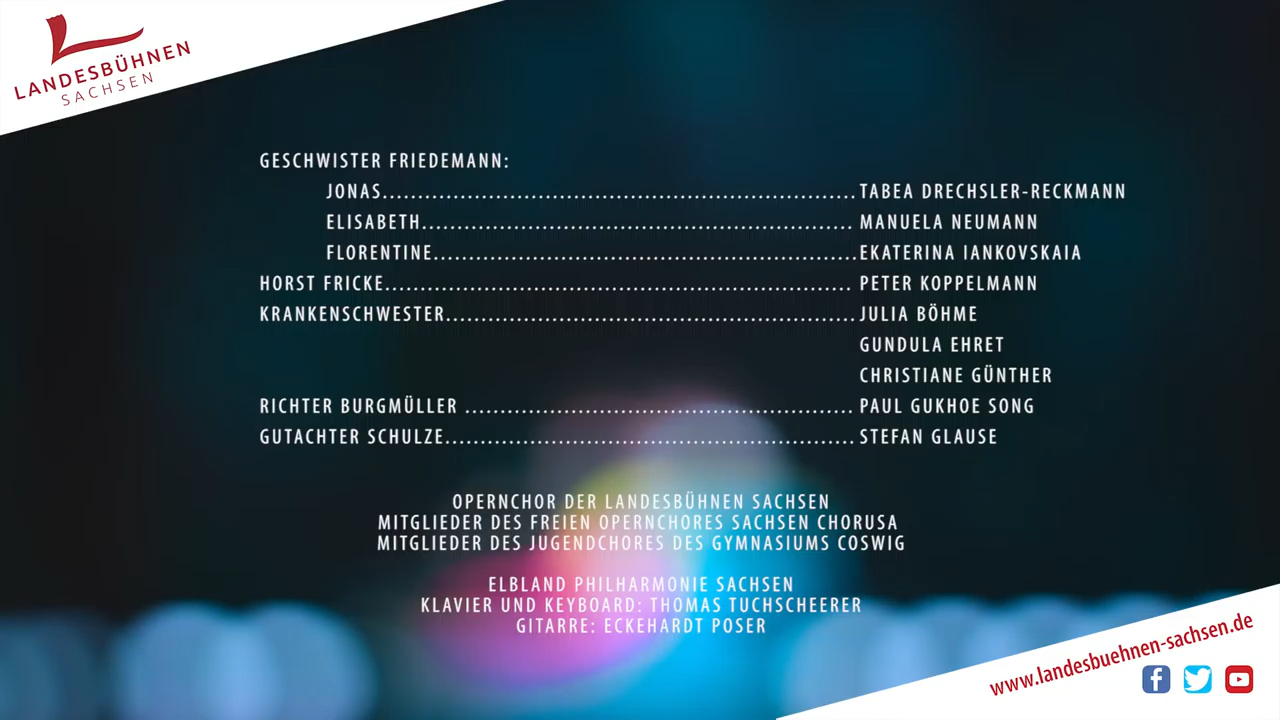 LANDESBÜHNEN
SACHSEN
GESCHWISTER FRIEDEMANN:
JONAS......................................................TABEA DRECHSLER-RECKMANN
ELISABETH.................................................. MANUELA NEUMANN
FLORENTINE.................................................EKATERINA IANKOVSKAIA
HORST FRICKE...................................................... PETER KOPPELMANN
KRANKENSCHWESTER...............................................JULIA BÖHME
GUNDULA EHRET
CHRISTIANE GÜNTHER
RICHTER BURGMÜLLER ............................................. PAUL GUKHOE SONG
GUTACHTER SCHULZE............................................... STEFAN GLAUSE
OPERNCHOR DER LANDESBÜHNEN SACHSEN
MITGLIEDER DES FREIEN OPERNCHORES SACHSEN CHORUSA
MITGLIEDER DES JUGENDCHORES DES GYMNASIUMS COSWIG
ELBLAND PHILHARMONIE SACHSEN
KLAVIER UND KEYBOARD: THOMAS TUCHSCHEERER
GITARRE: ECKEHARDT POSER
www.landesbuehnen-sachsen.de